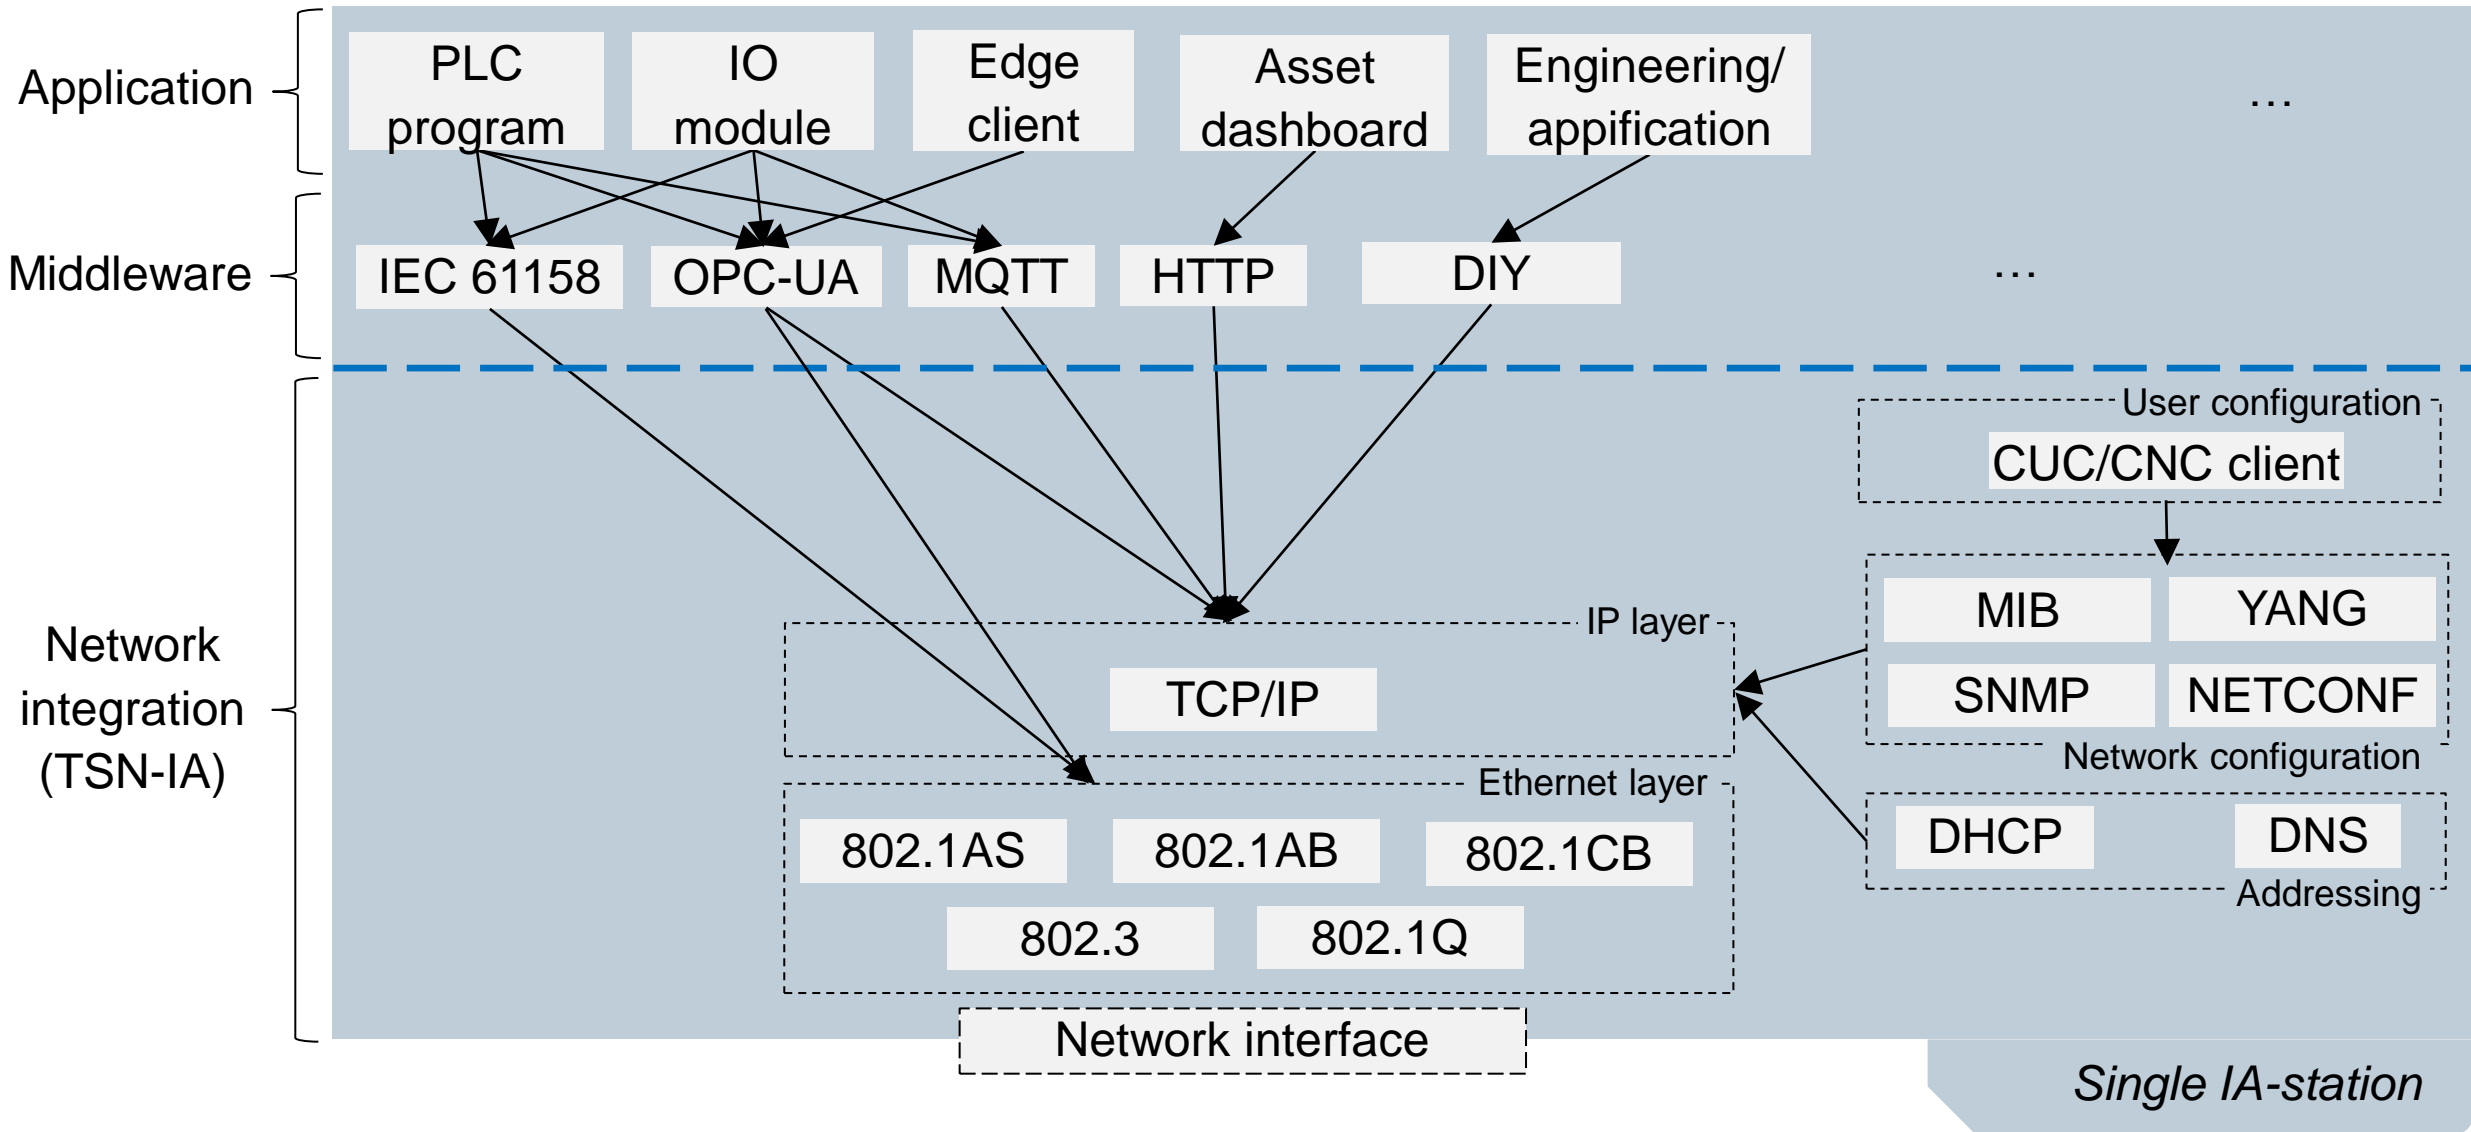 Application
PLC
program
IO
module
Edge
client
Asset
dashboard
Engineering/
appification
...
Middleware
IEC 61158
OPC-UA
MQTT
HTTP
DIY
...
Network
integration
(TSN-IA)
User configuration
CUC/CNC client
MIB
YANG
SNMP
NETCONF
Network configuration
IP layer
TCP/IP
Ethernet layer
802.1AS
802.1AB
802.1CB
802.3
802.1Q
DHCP
DNS
Addressing
Network interface
Single IA-station